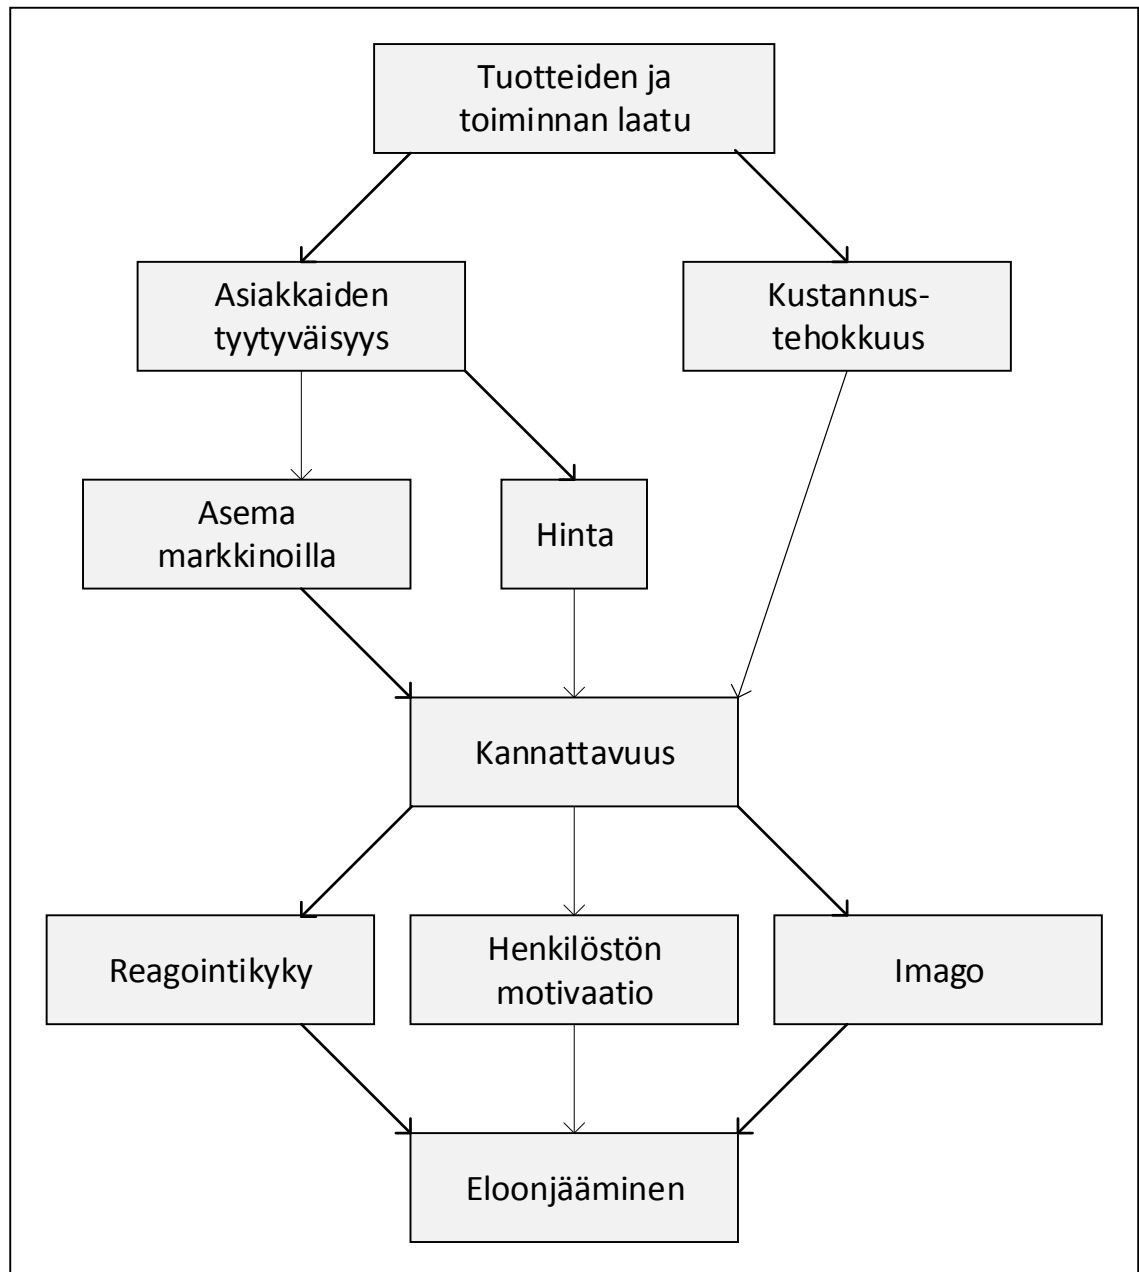 Tuotteiden ja
toiminnan laatu
Asiakkaiden
tyytyväisyys
Kustannus-
tehokkuus
Asema
markkinoilla
Hinta
Kannattavuus
Reagointikyky
Henkilöstön
motivaatio
Imago
Eloonjääminen